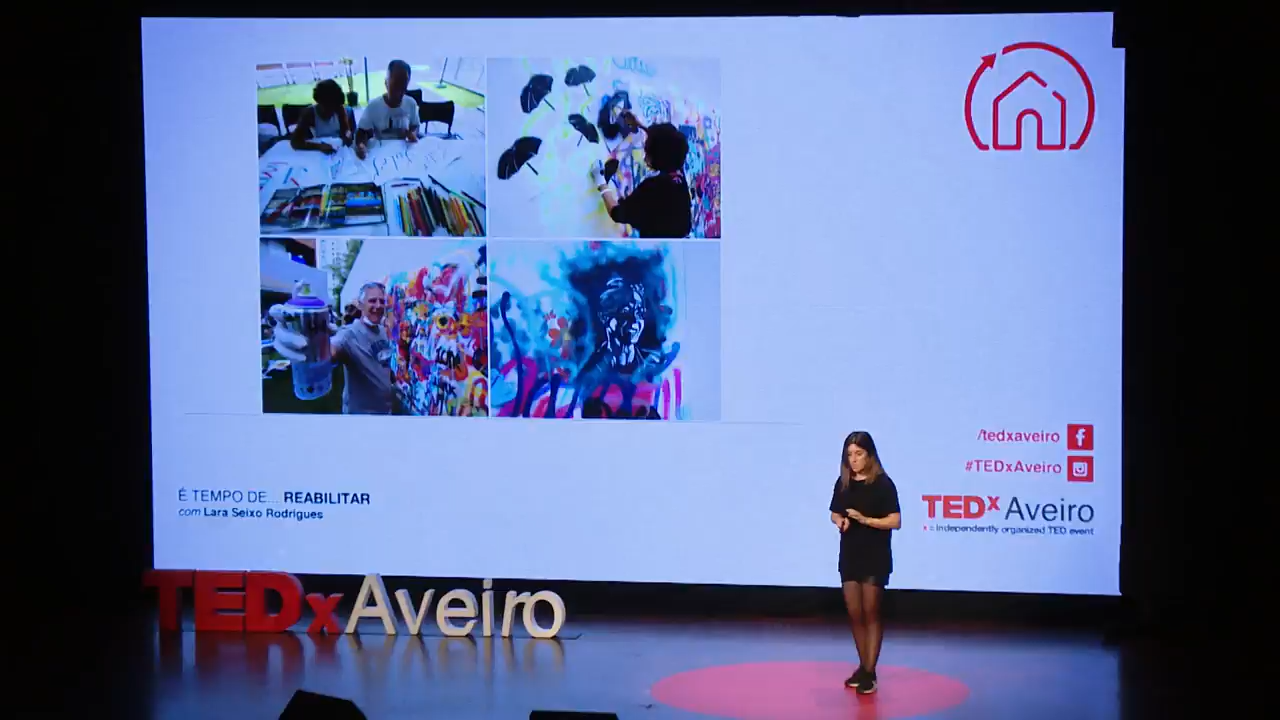 /tedxaveiro
#TEDxAveiro
É TEMPO DE... REABILITAR
com Lara Seixo Rodrigues
TEDx Aveiro
x = independently organized TED event
TEDxAveiro